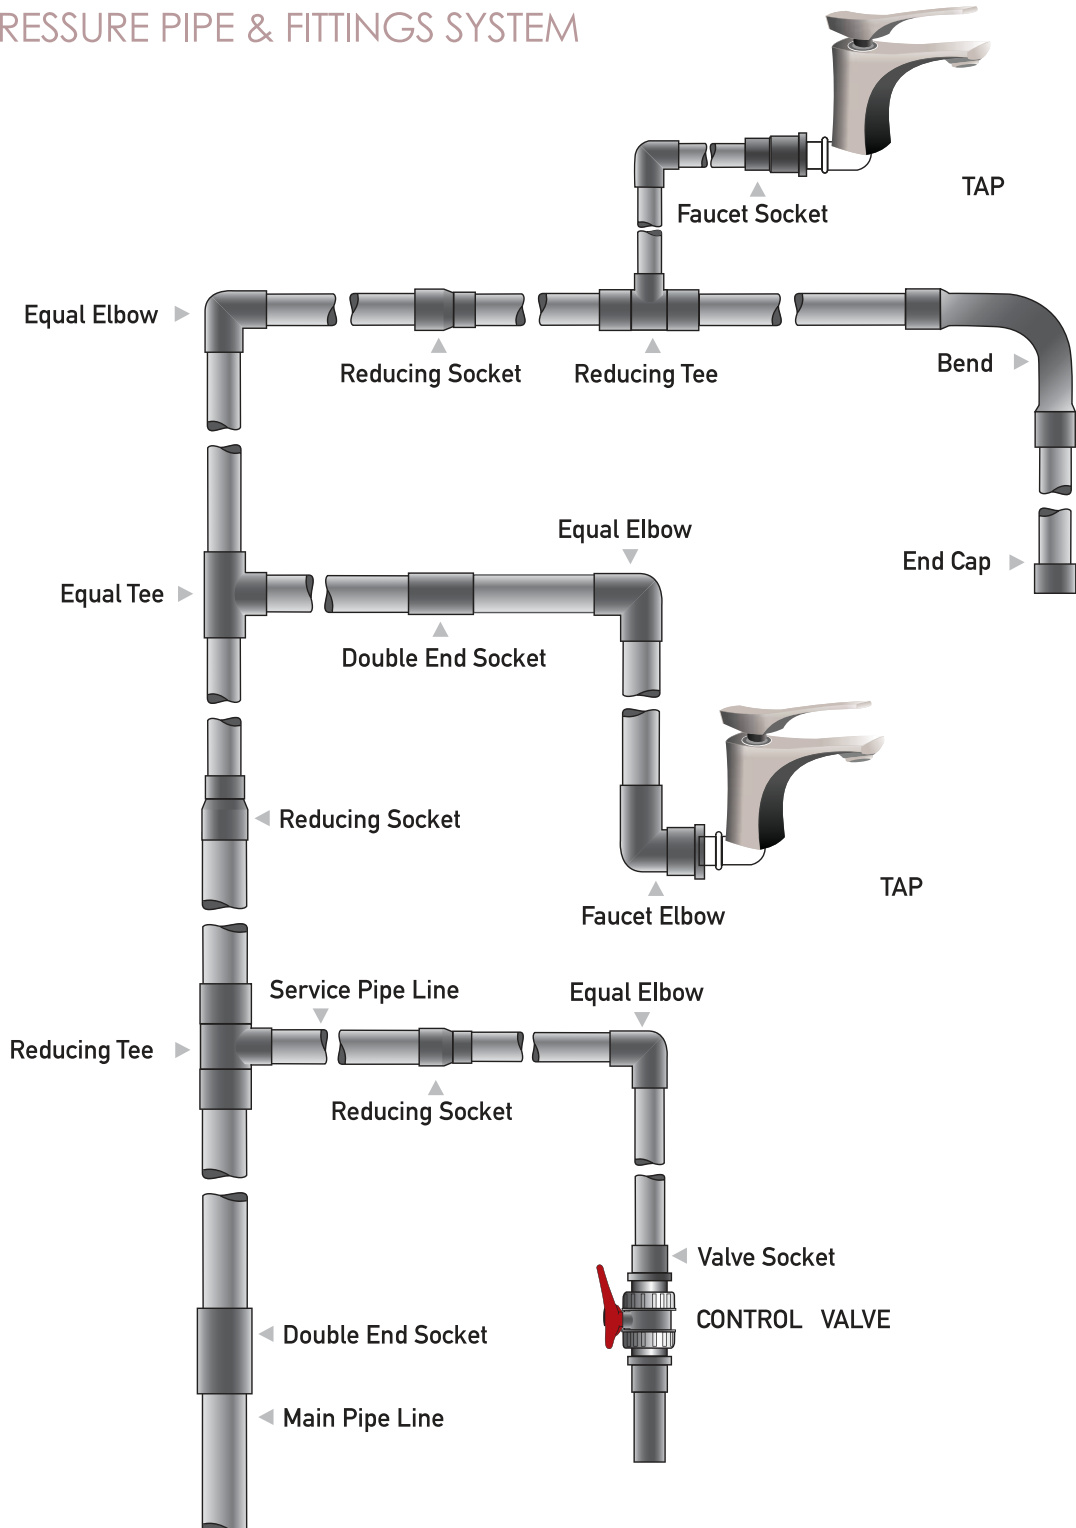 RESSURE PIPE & FITTINGS SYSTEM
TAP
Faucet Socket
Equal Elbow
Reducing Socket
Reducing Tee
Bend
Equal Elbow
End Cap
Equal Tee
Double End Socket
Reducing Socket
TAP
Faucet Elbow
Service Pipe Line
Equal Elbow
Reducing Tee
Reducing Socket
Valve Socket
CONTROL VALVE
Double End Socket
Main Pipe Line